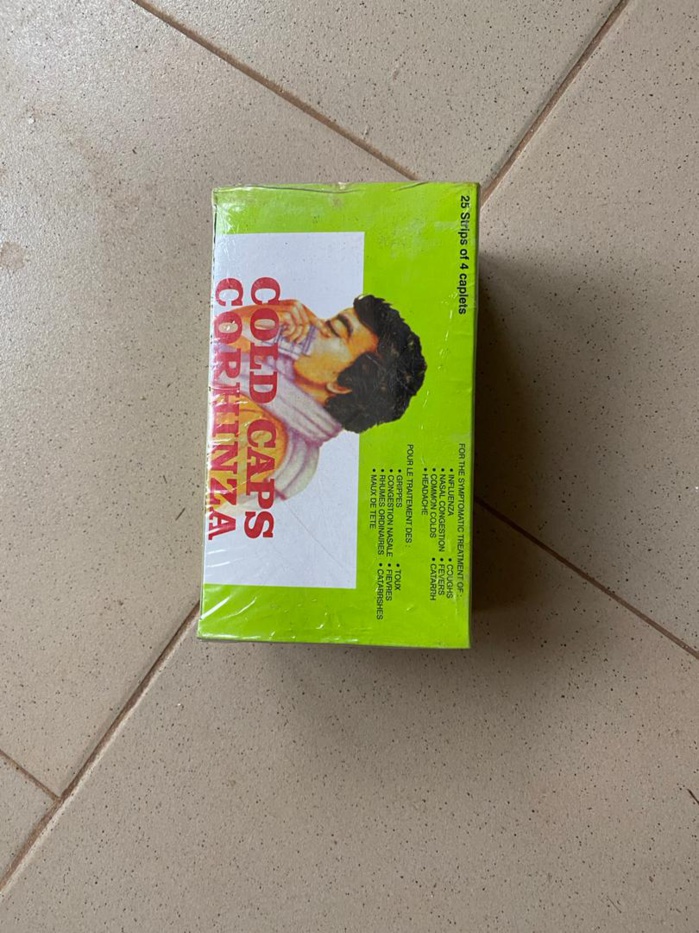 25 Strips of 4 caplets
FOR THE SYMPTOMATIC TREATMENT OF :
• INFLUENZA • COUGHS
• NASAL CONGESTION • FEVERS
• COMMON COLDS • CATARRH
• HEADACHE
POUR LE TRAITEMENT DES :
• GRIPPES • TOUX
• CONGESTION NASALE • FIEVRES
• RHUMES ORDINAIRES • CATARRSHES
• MAUX DE TETE
COLD CAPS
CORHINZA